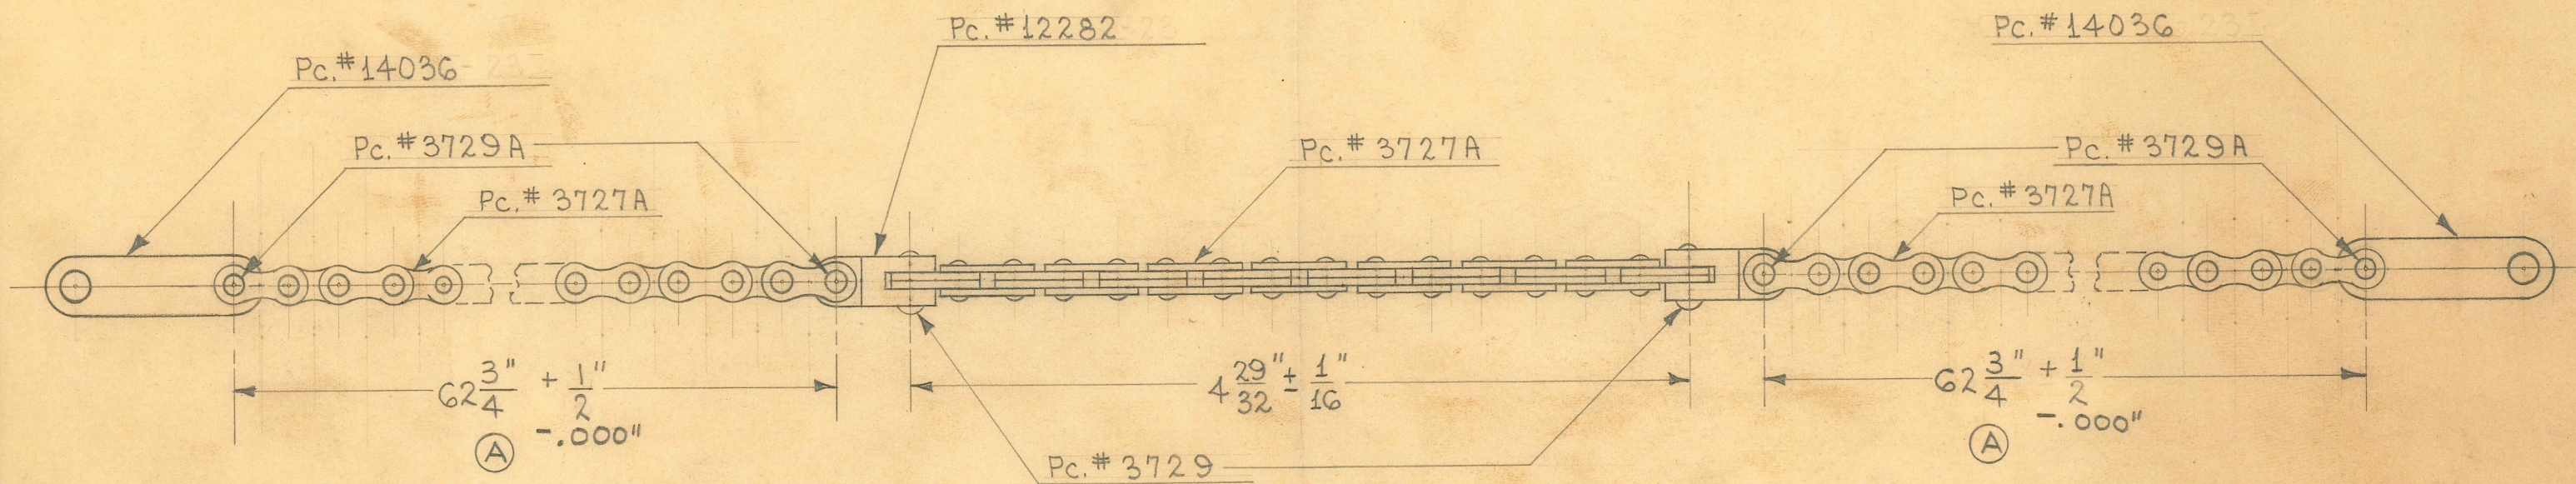 Pc. # 12282
Pc. # 14036
Pc. # 14036
Pc. # 3729A
Pc. # 3727A
Pc. # 3729A
Pc. # 3727A
Pc. # 3727A
62 3/4" + 1/2"
-.000"
A
4 29/32" ± 1/16"
62 3/4" + 1/2"
-.000"
A
Pc. # 3729